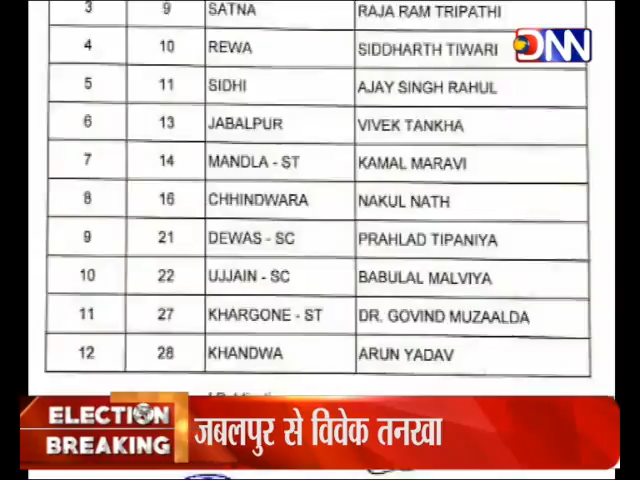 3 9 SATNA RAJA RAM TRIPATHI
4 10 REWA SIDDHARTH TIWARI
DNN
5 11 SIDHI AJAY SINGH RAHUL
6 13 JABALPUR VIVEK TANKHA
7 14 MANDLA - ST KAMAL MARAVI
8 16 CHHINDWARA NAKUL NATH
9 21 DEWAS - SC PRAHLAD TIPANIYA
10 22 UJJAIN - SC BABULAL MALVIYA
11 27 KHARGONE - ST DR. GOVIND MUZAALDA
12 28 KHANDWA ARUN YADAV
ELECTION
BREAKING
जबलपुर से विवेक तनखा